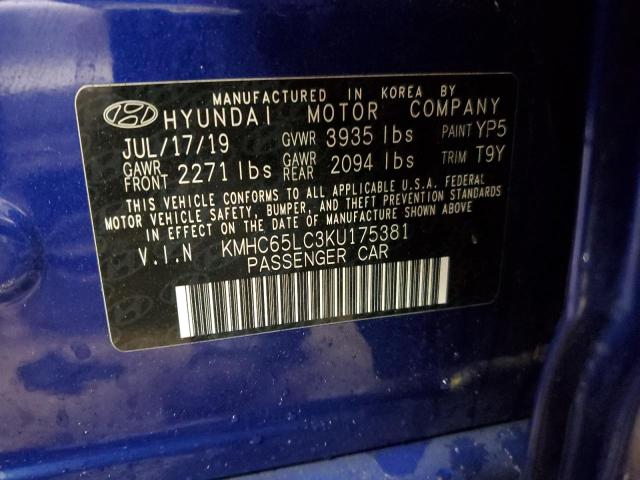 MANUFACTURED IN KOREA BY
HYUNDAI MOTOR COMPANY
JUL/17/19 GVWR 3935 lbs PAINT YP5
GAWR FRONT 2271 lbs GAWR REAR 2094 lbs TRIM T9Y
THIS VEHICLE CONFORMS TO ALL APPLICABLE U.S.A. FEDERAL
MOTOR VEHICLE SAFETY, BUMPER, AND THEFT PREVENTION STANDARDS
IN EFFECT ON THE DATE OF MANUFACTURE SHOWN ABOVE
V.I.N KMHC65LC3KU175381
PASSENGER CAR